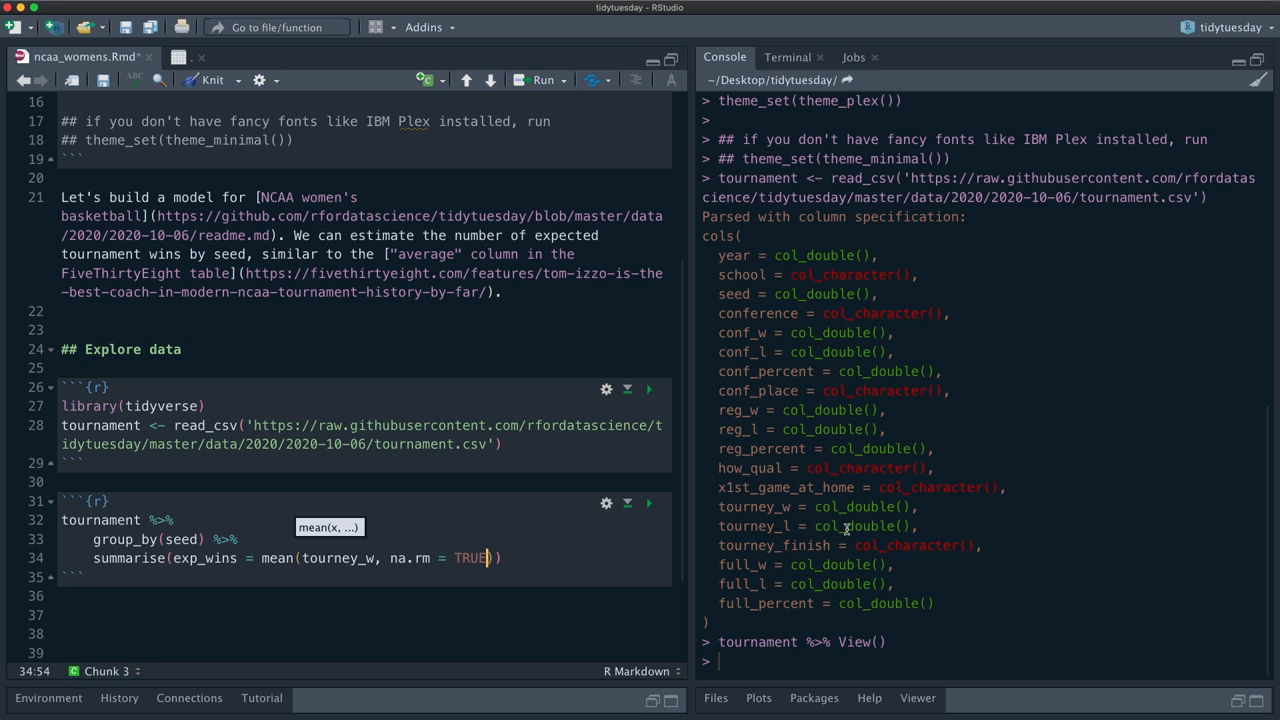 tidytuesday - RStudio
Go to file/function
Addins
tidytuesday
ncaa_womens.Rmd*
.
ABC
Knit
Run
16
17 ## if you don't have fancy fonts like IBM Plex installed, run
18 ## theme_set(theme_minimal())
19 ```
20
21 Let's build a model for [NCAA women's
basketball](https://github.com/rfordatascience/tidytuesday/blob/master/data
/2020/2020-10-06/readme.md). We can estimate the number of expected
tournament wins by seed, similar to the ["average" column in the
FiveThirtyEight table](https://fivethirtyeight.com/features/tom-izzo-is-the
-best-coach-in-modern-ncaa-tournament-history-by-far/).
22
23
24 ## Explore data
25
26 ```{r}
27 library(tidyverse)
28 tournament <- read_csv('https://raw.githubusercontent.com/rfordatascience/t
idytuesday/master/data/2020/2020-10-06/tournament.csv')
29 ```
30
31 ```{r}
32 tournament %>%
mean(x, ...)
33 group_by(seed) %>%
34 summarise(exp_wins = mean(tourney_w, na.rm = TRUE))
35 ```
36
37
38
39
34:54
C Chunk 3
R Markdown
Environment
History
Connections
Tutorial
Console
Terminal
Jobs
~/Desktop/tidytuesday/
> theme_set(theme_plex())
>
> ## if you don't have fancy fonts like IBM Plex installed, run
> ## theme_set(theme_minimal())
> tournament <- read_csv('https://raw.githubusercontent.com/rfordatas
cience/tidytuesday/master/data/2020/2020-10-06/tournament.csv')
Parsed with column specification:
cols(
year = col_double(),
school = col_character(),
seed = col_double(),
conference = col_character(),
conf_w = col_double(),
conf_l = col_double(),
conf_percent = col_double(),
conf_place = col_character(),
reg_w = col_double(),
reg_l = col_double(),
reg_percent = col_double(),
how_qual = col_character(),
x1st_game_at_home = col_character(),
tourney_w = col_double(),
tourney_l = col_double(),
tourney_finish = col_character(),
full_w = col_double(),
full_l = col_double(),
full_percent = col_double()
)
> tournament %>% View()
>
Files
Plots
Packages
Help
Viewer